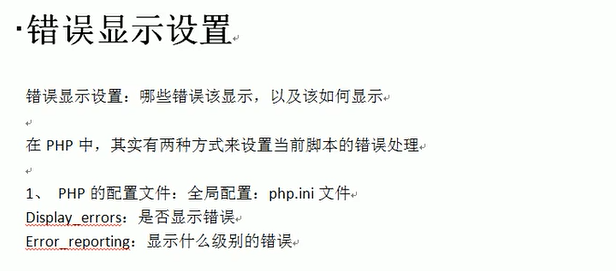 ·错误显示设置
错误显示设置：哪些错误该显示，以及该如何显示
在 PHP 中，其实有两种方式来设置当前脚本的错误处理
1、 PHP 的配置文件：全局配置：php.ini 文件
Display_errors：是否显示错误
Error_reporting：显示什么级别的错误